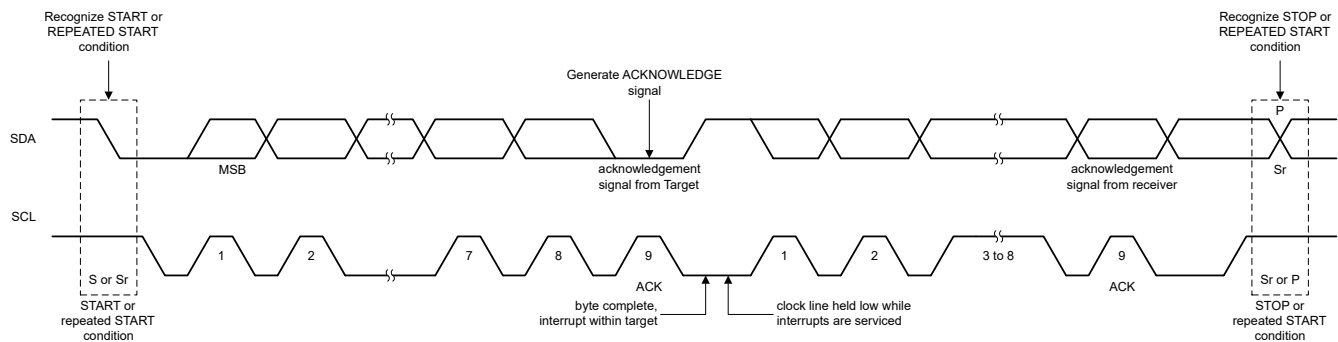 Recognize START or
REPEATED START
condition
Recognize STOP or
REPEATED START
condition
Generate ACKNOWLEDGE
signal
P
SDA
MSB
acknowledgement
signal from Target
acknowledgement
signal from receiver
Sr
SCL
1
2
7
8
9
1
2
3 to 8
9
S or Sr
ACK
ACK
Sr or P
START or
repeated START
condition
byte complete,
interrupt within target
clock line held low while
interrupts are serviced
STOP or
repeated START
condition